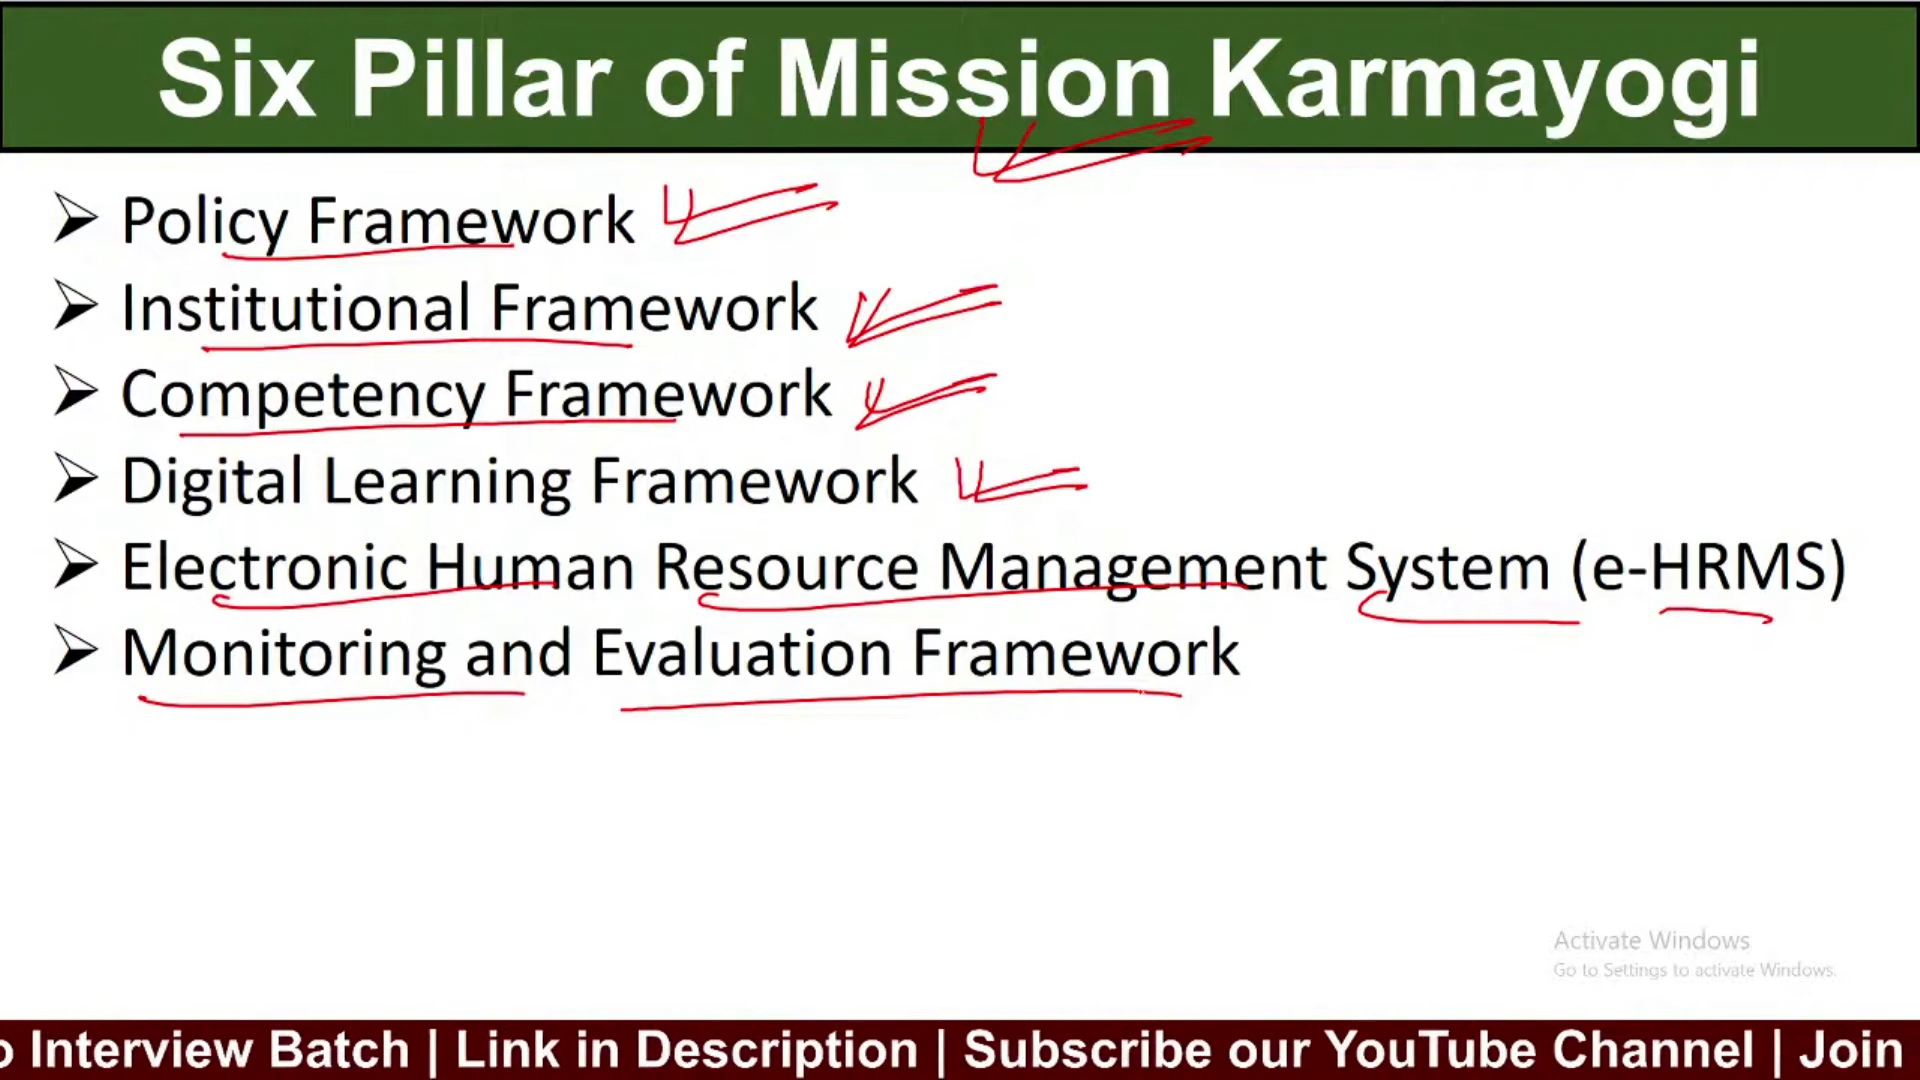 Six Pillar of Mission Karmayogi
Policy Framework
Institutional Framework
Competency Framework
Digital Learning Framework
Electronic Human Resource Management System (e-HRMS)
Monitoring and Evaluation Framework
Activate Windows
Go to Settings to activate Windows.
o Interview Batch | Link in Description | Subscribe our YouTube Channel | Join